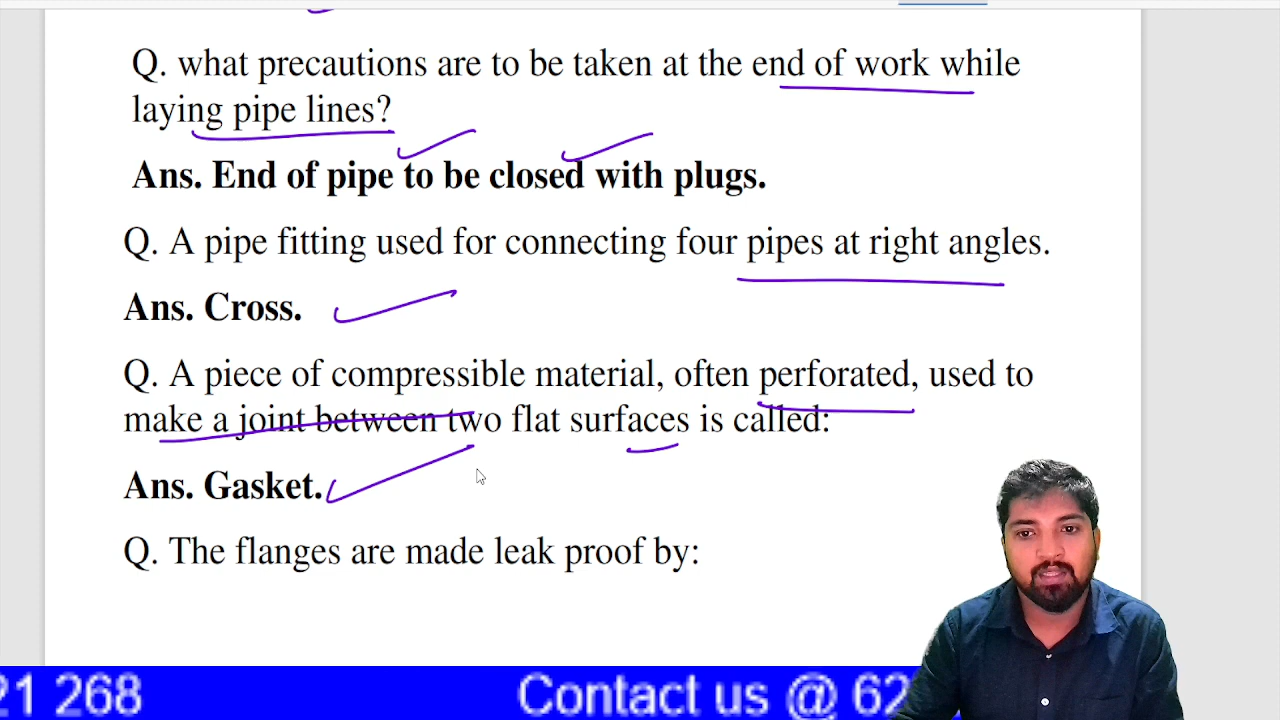 Q. what precautions are to be taken at the end of work while
laying pipe lines?
Ans. End of pipe to be closed with plugs.
Q. A pipe fitting used for connecting four pipes at right angles.
Ans. Cross.
Q. A piece of compressible material, often perforated, used to
make a joint between two flat surfaces is called:
Ans. Gasket.
Q. The flanges are made leak proof by:
21 268 Contact us @ 62